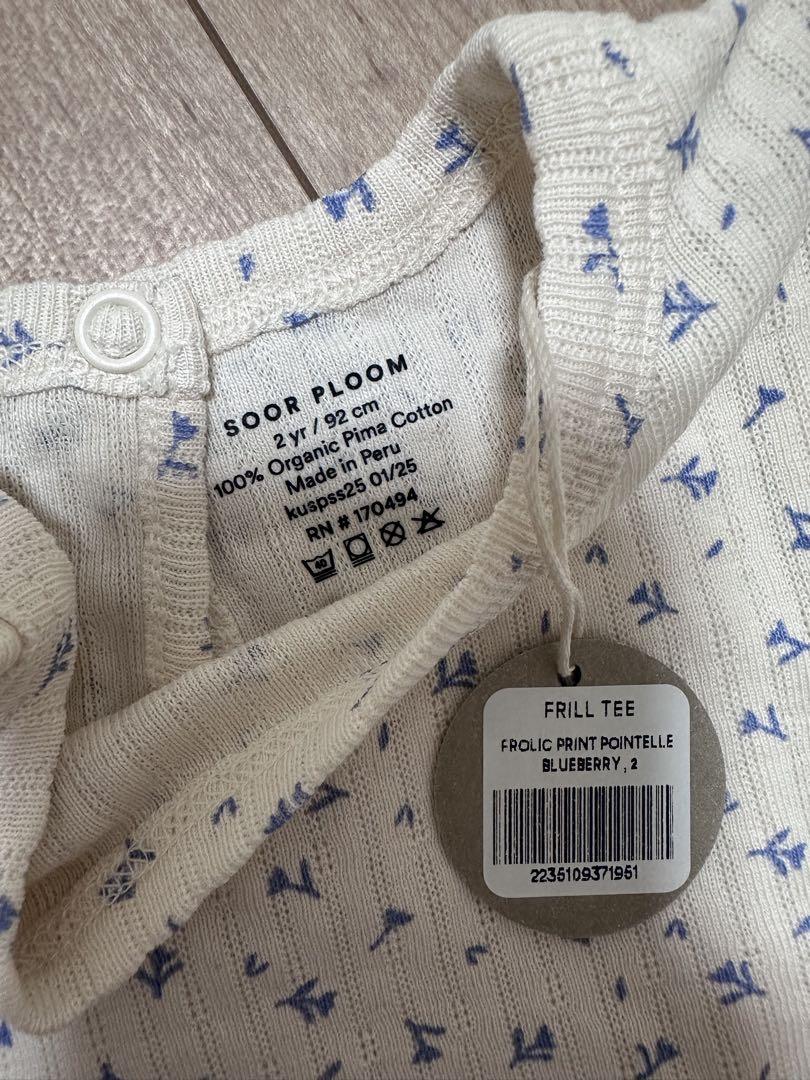 SOOR PLOOM
2 yr / 92 cm
100% Organic Pima Cotton
Made in Peru
kuspss25 01/25
RN # 170494
40
FRILL TEE
FROLIC PRINT POINTELLE
BLUEBERRY, 2
2235109371951